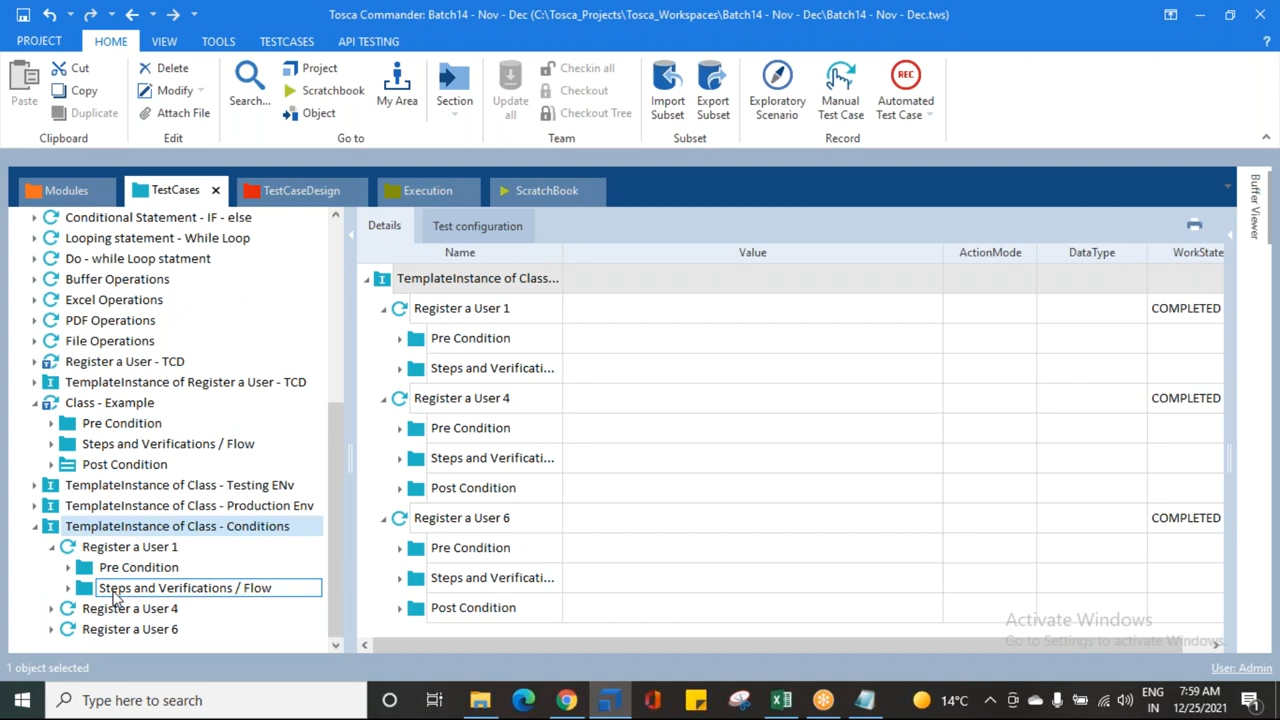 Tosca Commander: Batch14 - Nov - Dec (C:\Tosca_Projects\Tosca_Workspaces\Batch14 - Nov - Dec\Batch14 - Nov - Dec.tws)
PROJECT HOME VIEW TOOLS TESTCASES API TESTING ?
Paste Cut Copy Duplicate Clipboard
Delete Modify Attach File Edit
Search... Project Scratchbook Object My Area Section Go to
Update all Checkin all Checkout Checkout Tree Team
Import Subset Export Subset Subset
Exploratory Scenario Manual Test Case REC Automated Test Case Record
Modules TestCases TestCaseDesign Execution ScratchBook
Buffer Viewer
Conditional Statement - IF - else
Looping statement - While Loop
Do - while Loop statment
Buffer Operations
Excel Operations
PDF Operations
File Operations
Register a User - TCD
TemplateInstance of Register a User - TCD
Class - Example
Pre Condition
Steps and Verifications / Flow
Post Condition
TemplateInstance of Class - Testing ENv
TemplateInstance of Class - Production Env
TemplateInstance of Class - Conditions
Register a User 1
Pre Condition
Steps and Verifications / Flow
Register a User 4
Register a User 6
Details Test configuration
Name Value ActionMode DataType WorkState
TemplateInstance of Class...
Register a User 1 COMPLETED
Pre Condition
Steps and Verificati...
Register a User 4 COMPLETED
Pre Condition
Steps and Verificati...
Post Condition
Register a User 6 COMPLETED
Pre Condition
Steps and Verificati...
Post Condition
Activate Windows
Go to Settings to activate Windows.
1 object selected User: Admin
Type here to search
14°C ENG IN 7:59 AM 12/25/2021 1